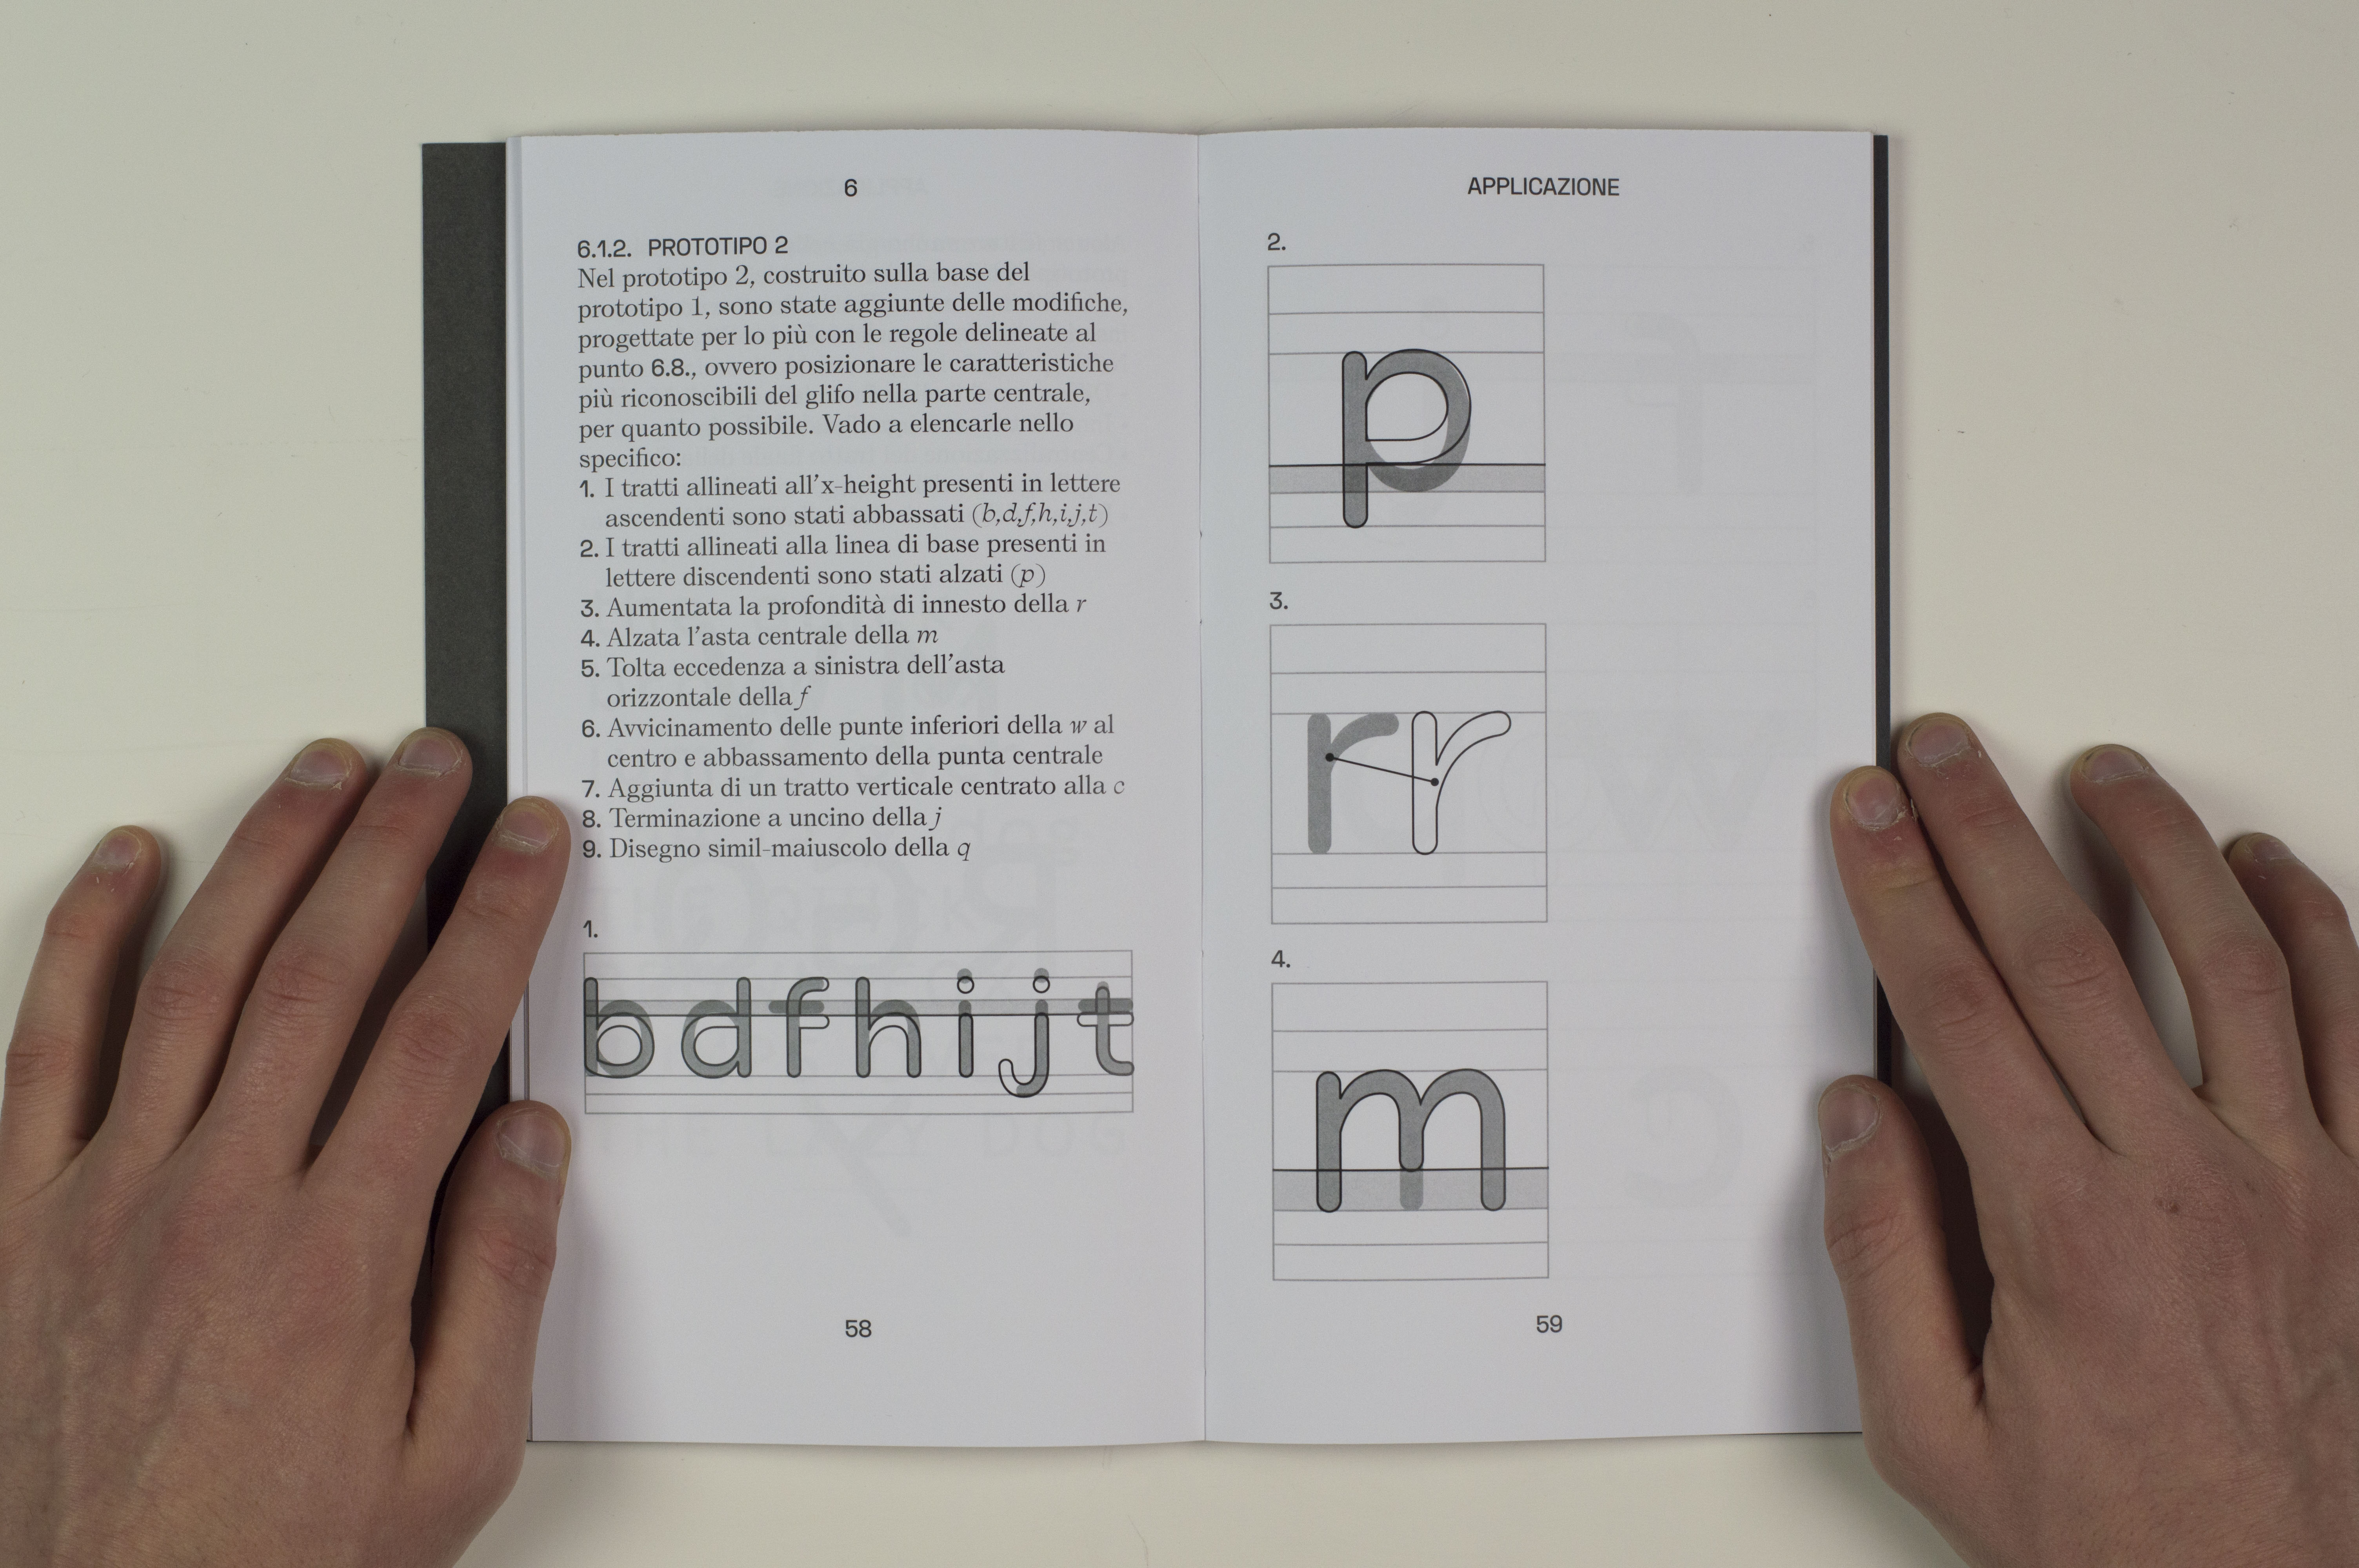 6
6.1.2. PROTOTIPO 2
Nel prototipo 2, costruito sulla base del
prototipo 1, sono state aggiunte delle modifiche,
progettate per lo più con le regole delineate al
punto 6.8., ovvero posizionare le caratteristiche
più riconoscibili del glifo nella parte centrale,
per quanto possibile. Vado a elencarle nello
specifico:
1. I tratti allineati all'x-height presenti in lettere
ascendenti sono stati abbassati (b,d,f,h,i,j,t)
2. I tratti allineati alla linea di base presenti in
lettere discendenti sono stati alzati (p)
3. Aumentata la profondità di innesto della r
4. Alzata l'asta centrale della m
5. Tolta eccedenza a sinistra dell'asta
orizzontale della f
6. Avvicinamento delle punte inferiori della w al
centro e abbassamento della punta centrale
7. Aggiunta di un tratto verticale centrato alla c
8. Terminazione a uncino della j
9. Disegno simil-maiuscolo della q
1.
b d f h i j t
58
APPLICAZIONE
2.
p
3.
r r
4.
m
59